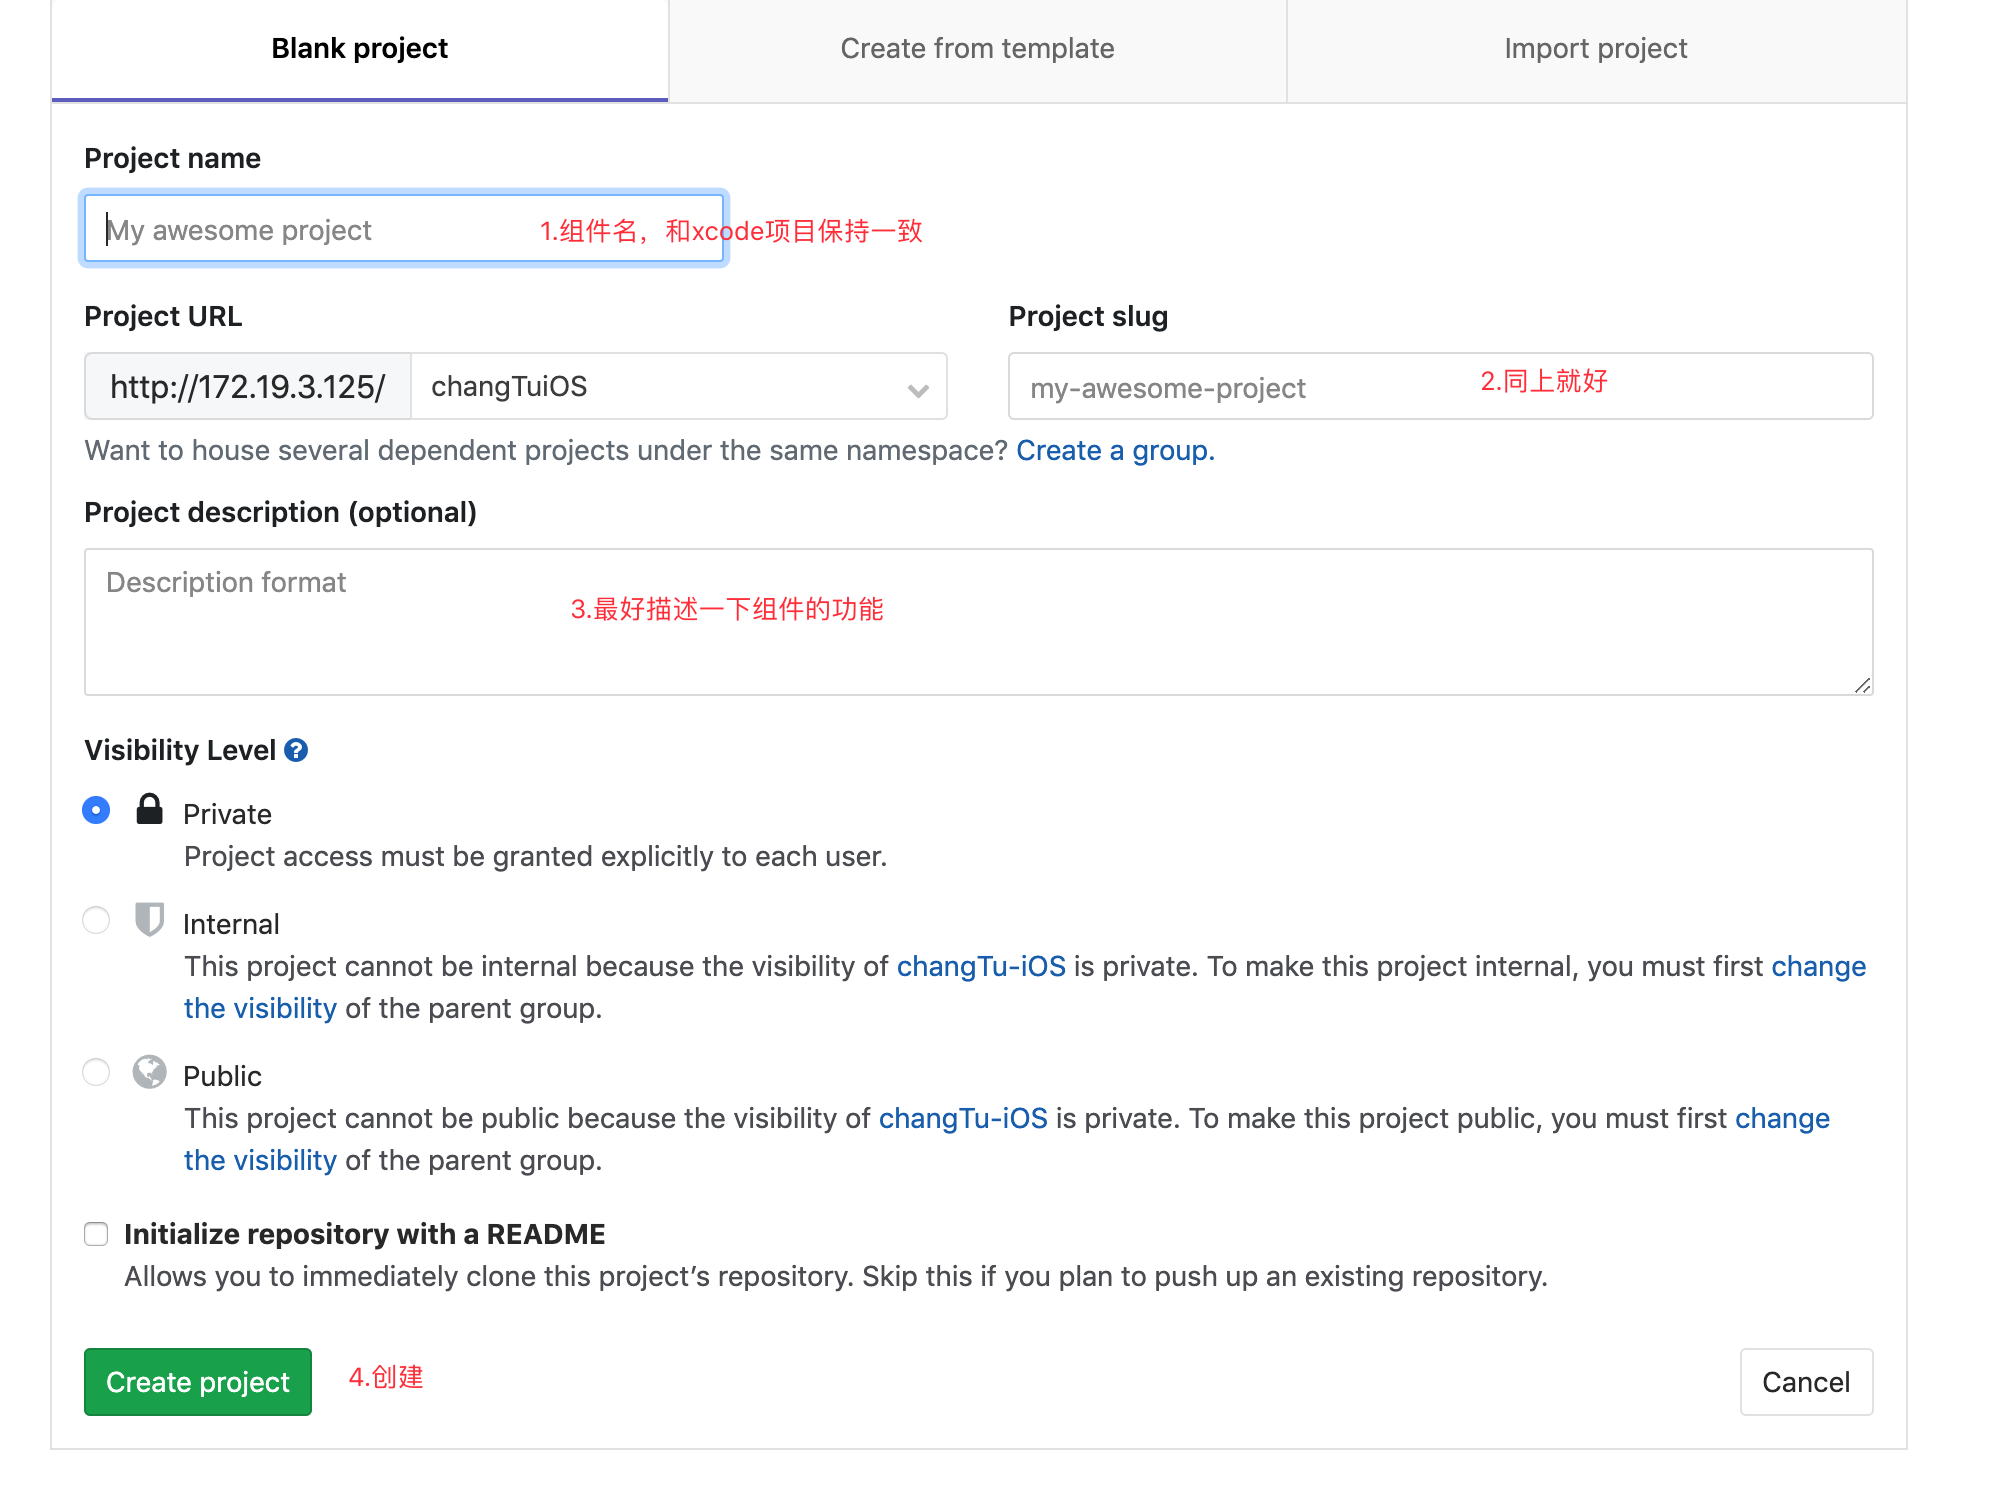 Blank project
Create from template
Import project
Project name
My awesome project
1.组件名，和xcode项目保持一致
Project URL
Project slug
http://172.19.3.125/
changTuiOS
my-awesome-project
2.同上就好
Want to house several dependent projects under the same namespace? Create a group.
Project description (optional)
Description format
3.最好描述一下组件的功能
Visibility Level ?
Private
Project access must be granted explicitly to each user.
Internal
This project cannot be internal because the visibility of changTu-iOS is private. To make this project internal, you must first change
the visibility of the parent group.
Public
This project cannot be public because the visibility of changTu-iOS is private. To make this project public, you must first change
the visibility of the parent group.
Initialize repository with a README
Allows you to immediately clone this project’s repository. Skip this if you plan to push up an existing repository.
Create project
4.创建
Cancel